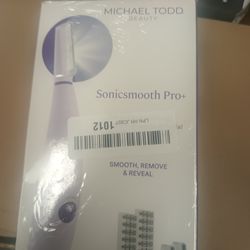 MICHAEL TODD
BEAUTY
Sonicsmooth Pro+
1012
SMOOTH, REMOVE
& REVEAL